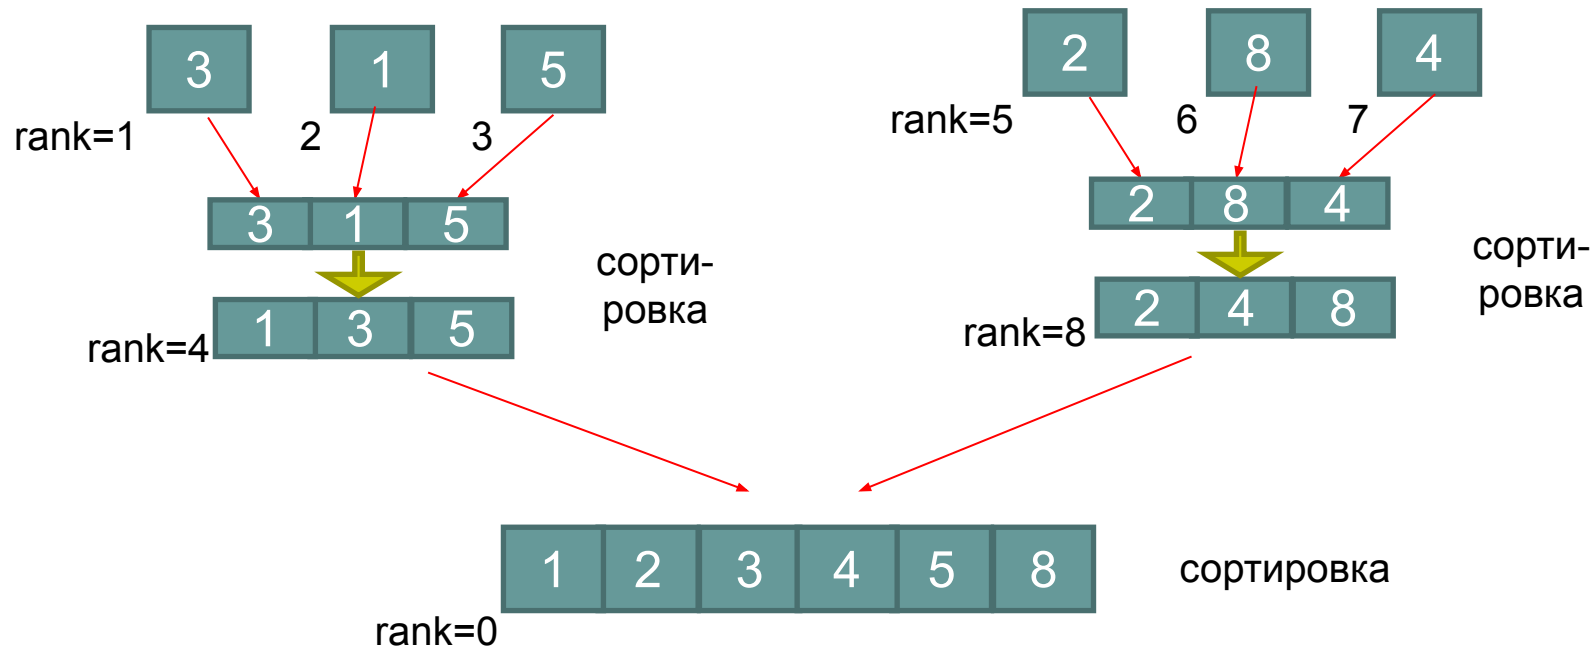 3 1 5
rank=1 2 3
3 1 5
сорти-
ровка
1 3 5
rank=4
2 8 4
rank=5 6 7
2 8 4
сорти-
ровка
2 4 8
rank=8
1 2 3 4 5 8
сортировка
rank=0